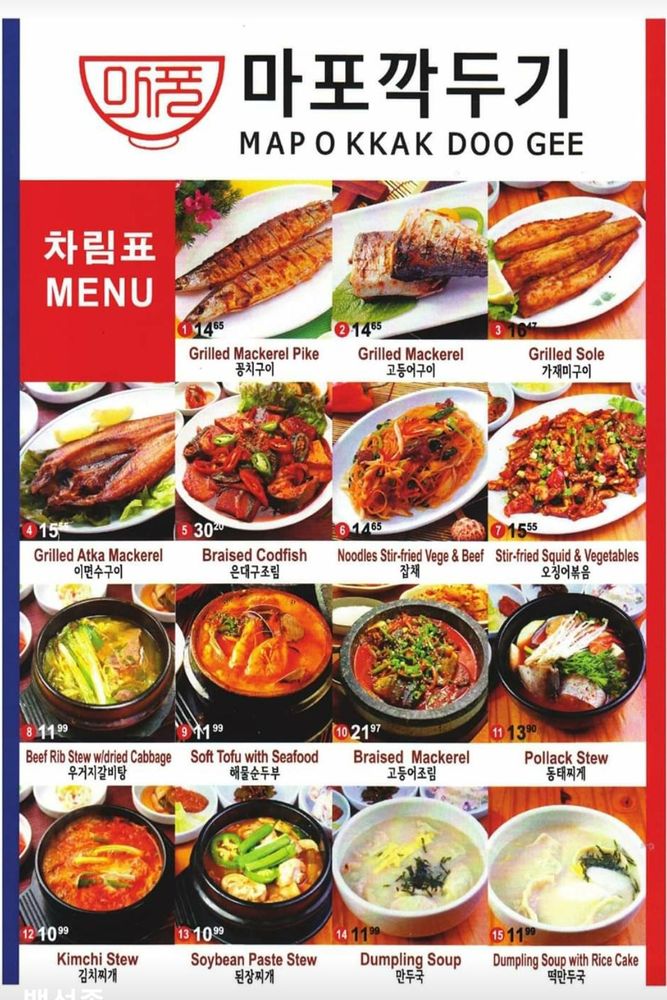 마포깍두기
MAPO KKAK DOO GEE
차림표
MENU
1 14 65
Grilled Mackerel Pike
꽁치구이
2 14 65
Grilled Mackerel
고등어구이
3 16 47
Grilled Sole
가재미구이
4 15
Grilled Atka Mackerel
이면수구이
5 30 20
Braised Codfish
은대구조림
6 14 65
Noodles Stir-fried Vege & Beef
잡채
7 15 55
Stir-fried Squid & Vegetables
오징어볶음
8 11 99
Beef Rib Stew w/dried Cabbage
우거지갈비탕
9 11 99
Soft Tofu with Seafood
해물순두부
10 21 97
Braised Mackerel
고등어조림
11 13 90
Pollack Stew
동태찌게
12 10 99
Kimchi Stew
김치찌개
13 10 99
Soybean Paste Stew
된장찌개
14 11 99
Dumpling Soup
만두국
15 11 99
Dumpling Soup with Rice Cake
떡만두국